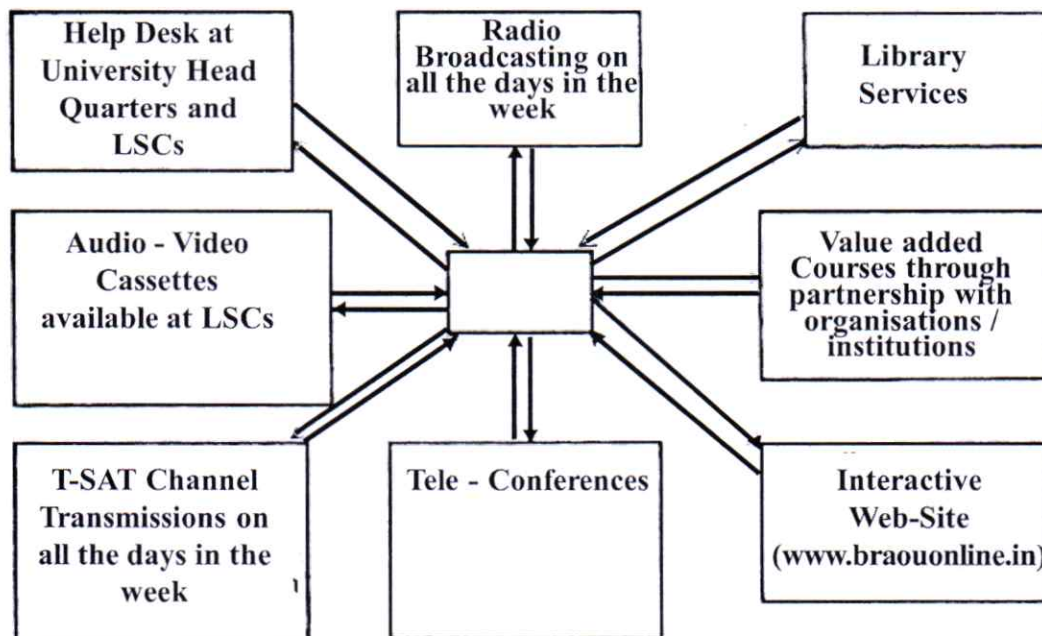 Help Desk at
University Head
Quarters and
LSCs
Radio
Broadcasting on
all the days in the
week
Library
Services
Audio - Video
Cassettes
available at LSCs
Value added
Courses through
partnership with
organisations /
institutions
T-SAT Channel
Transmissions on
all the days in the
week
Tele - Conferences
Interactive
Web-Site
(www.braouonline.in)